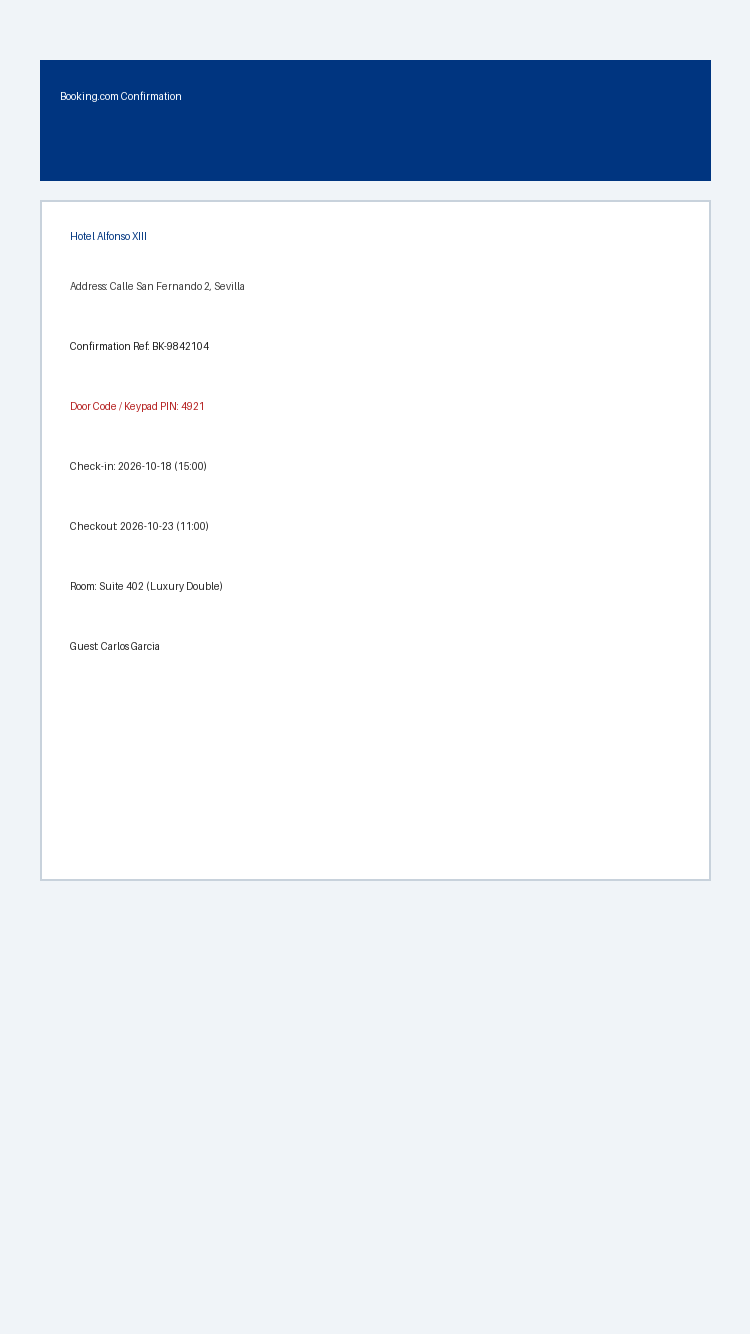 Booking.com Confirmation
Hotel Alfonso XIII
Address: Calle San Fernando 2, Sevilla
Confirmation Ref: BK-9842104
Door Code / Keypad PIN: 4921
Check-in: 2026-10-18 (15:00)
Checkout: 2026-10-23 (11:00)
Room: Suite 402 (Luxury Double)
Guest: Carlos Garcia